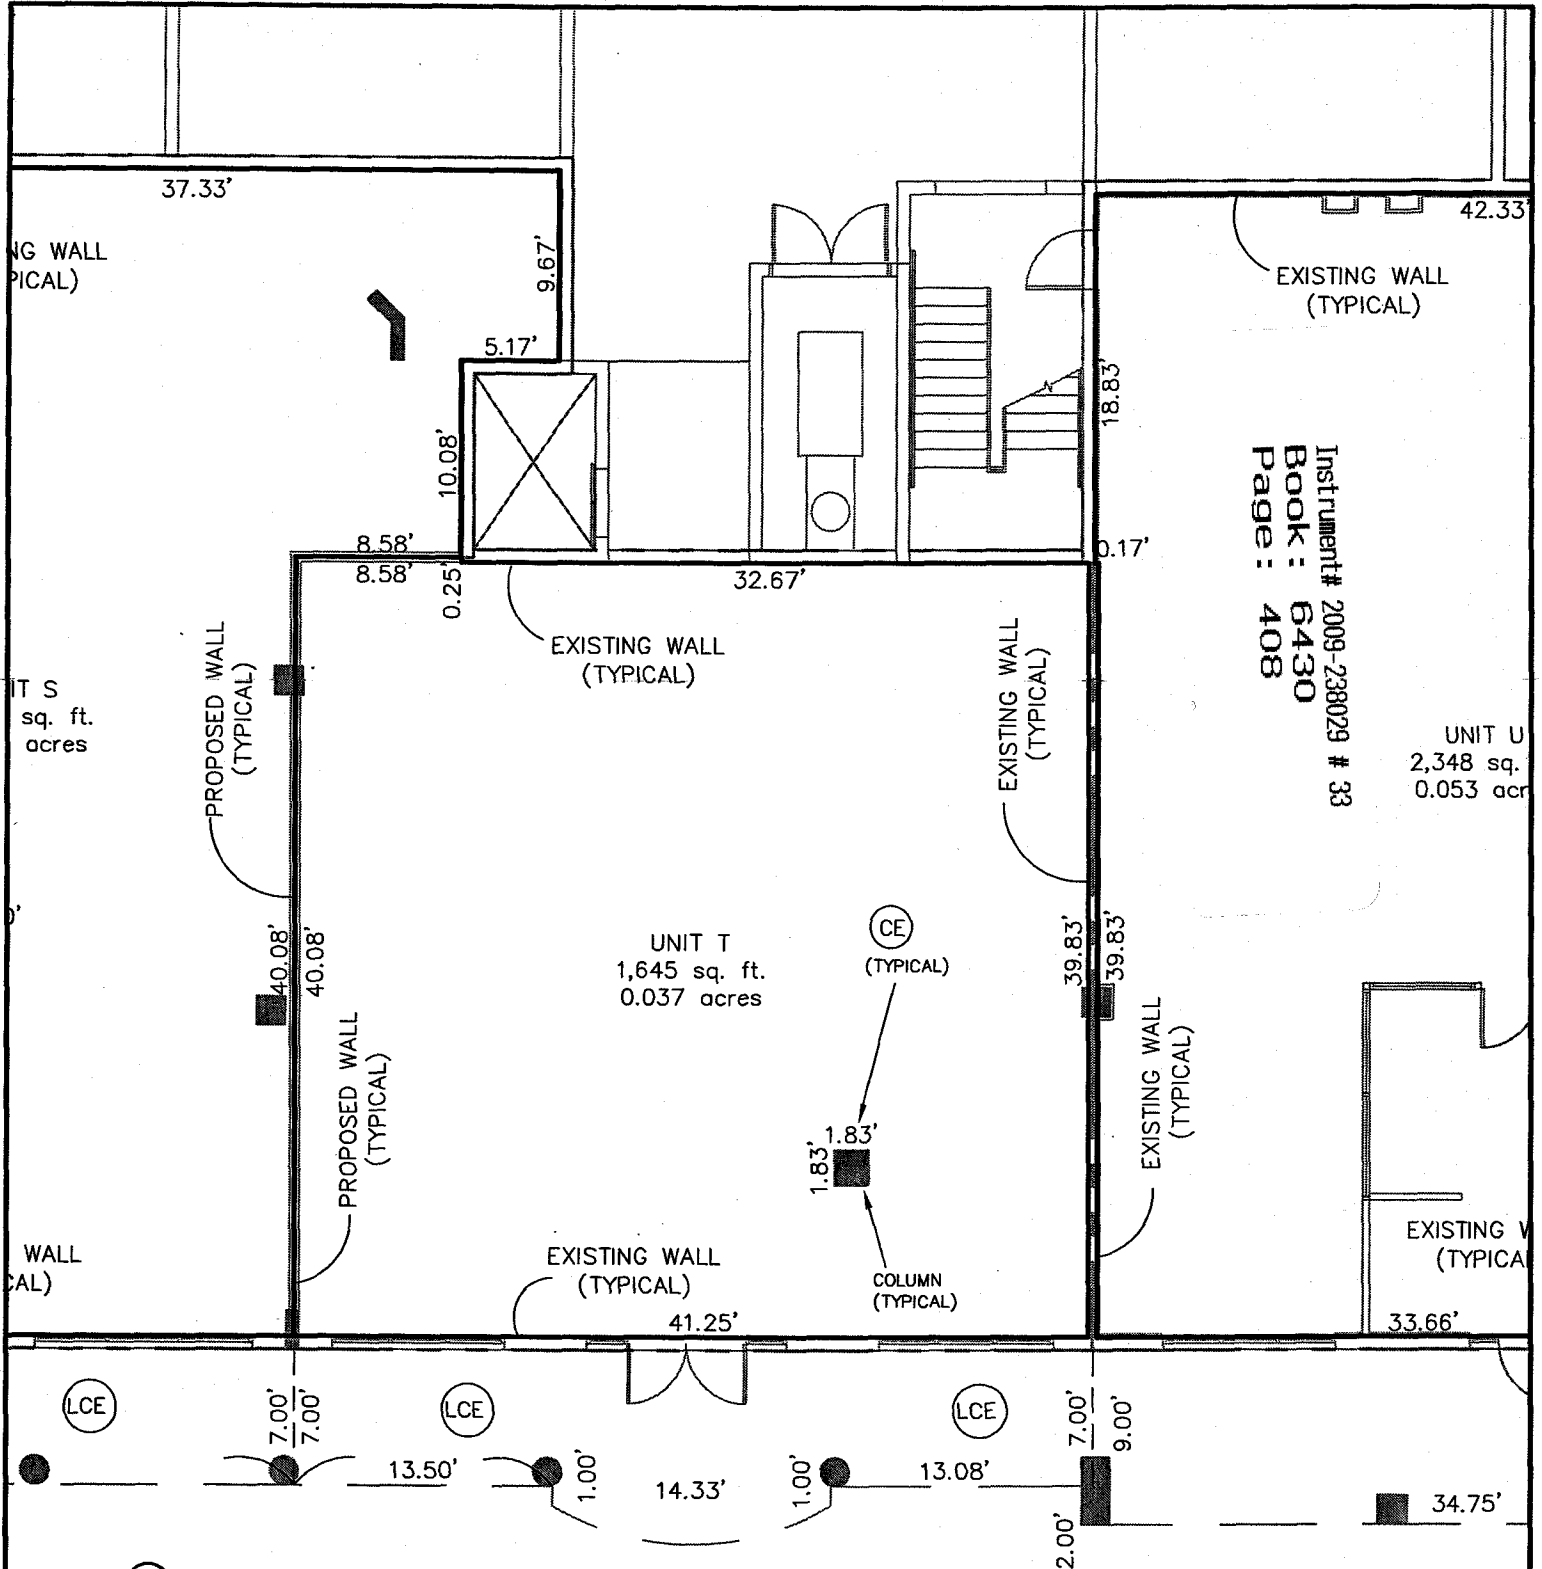 37.33'
42.33'
NG WALL
PICAL)
9.67'
EXISTING WALL
(TYPICAL)
5.17'
18.83'
10.08'
Instrument# 2009-238029 # 33
Book: 6430
Page: 408
8.58'
8.58'
0.25'
32.67'
0.17'
EXISTING WALL
(TYPICAL)
PROPOSED WALL
(TYPICAL)
EXISTING WALL
(TYPICAL)
IT S
sq. ft.
acres
UNIT U
2,348 sq.
0.053 acr
40.08'
40.08'
UNIT T
1,645 sq. ft.
0.037 acres
CE
(TYPICAL)
39.83'
39.83'
PROPOSED WALL
(TYPICAL)
EXISTING WALL
(TYPICAL)
1.83'
1.83'
WALL
CAL)
EXISTING WALL
(TYPICAL)
COLUMN
(TYPICAL)
EXISTING W
(TYPICA
41.25'
33.66'
LCE
7.00'
7.00'
LCE
LCE
7.00'
9.00'
13.50'
1.00'
14.33'
1.00'
13.08'
2.00'
34.75'